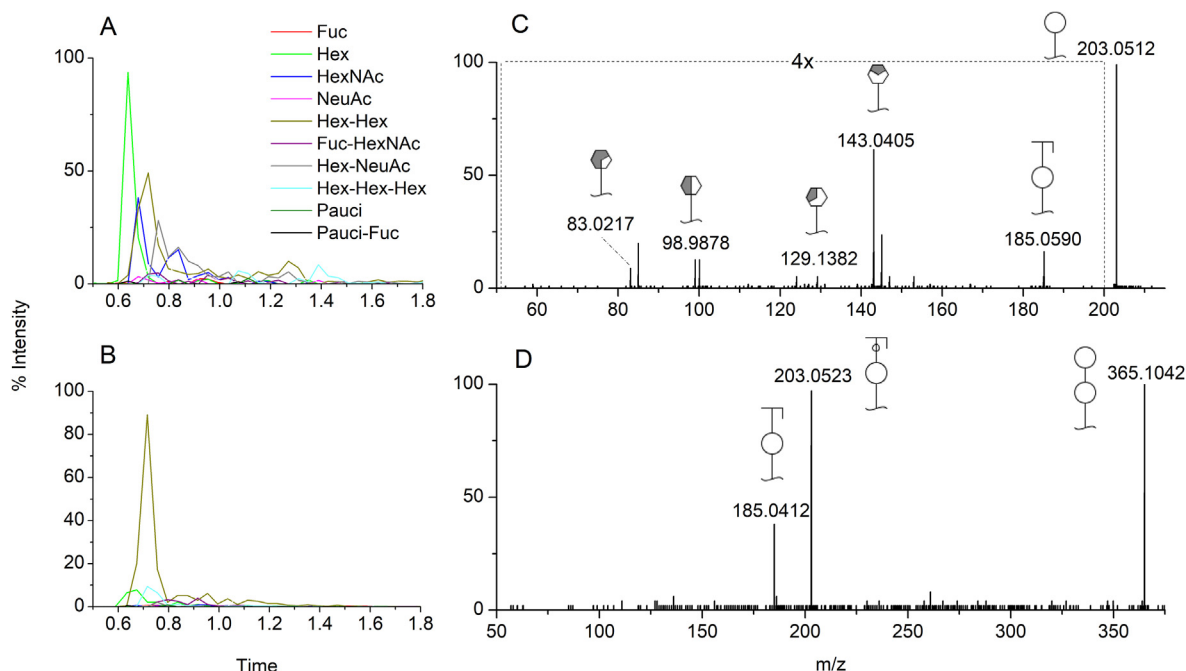 A
Fuc
Hex
HexNAc
NeuAc
Hex-Hex
Fuc-HexNAc
Hex-NeuAc
Hex-Hex-Hex
Pauci
Pauci-Fuc
100
50
0
0.6 0.8 1.0 1.2 1.4 1.6 1.8
B
100
80
60
40
20
0
0.6 0.8 1.0 1.2 1.4 1.6 1.8
% Intensity
Time
C
4x
203.0512
143.0405
83.0217
98.9878
129.1382
185.0590
100
50
0
60 80 100 120 140 160 180 200
D
203.0523
365.1042
185.0412
100
50
0
50 100 150 200 250 300 350
m/z